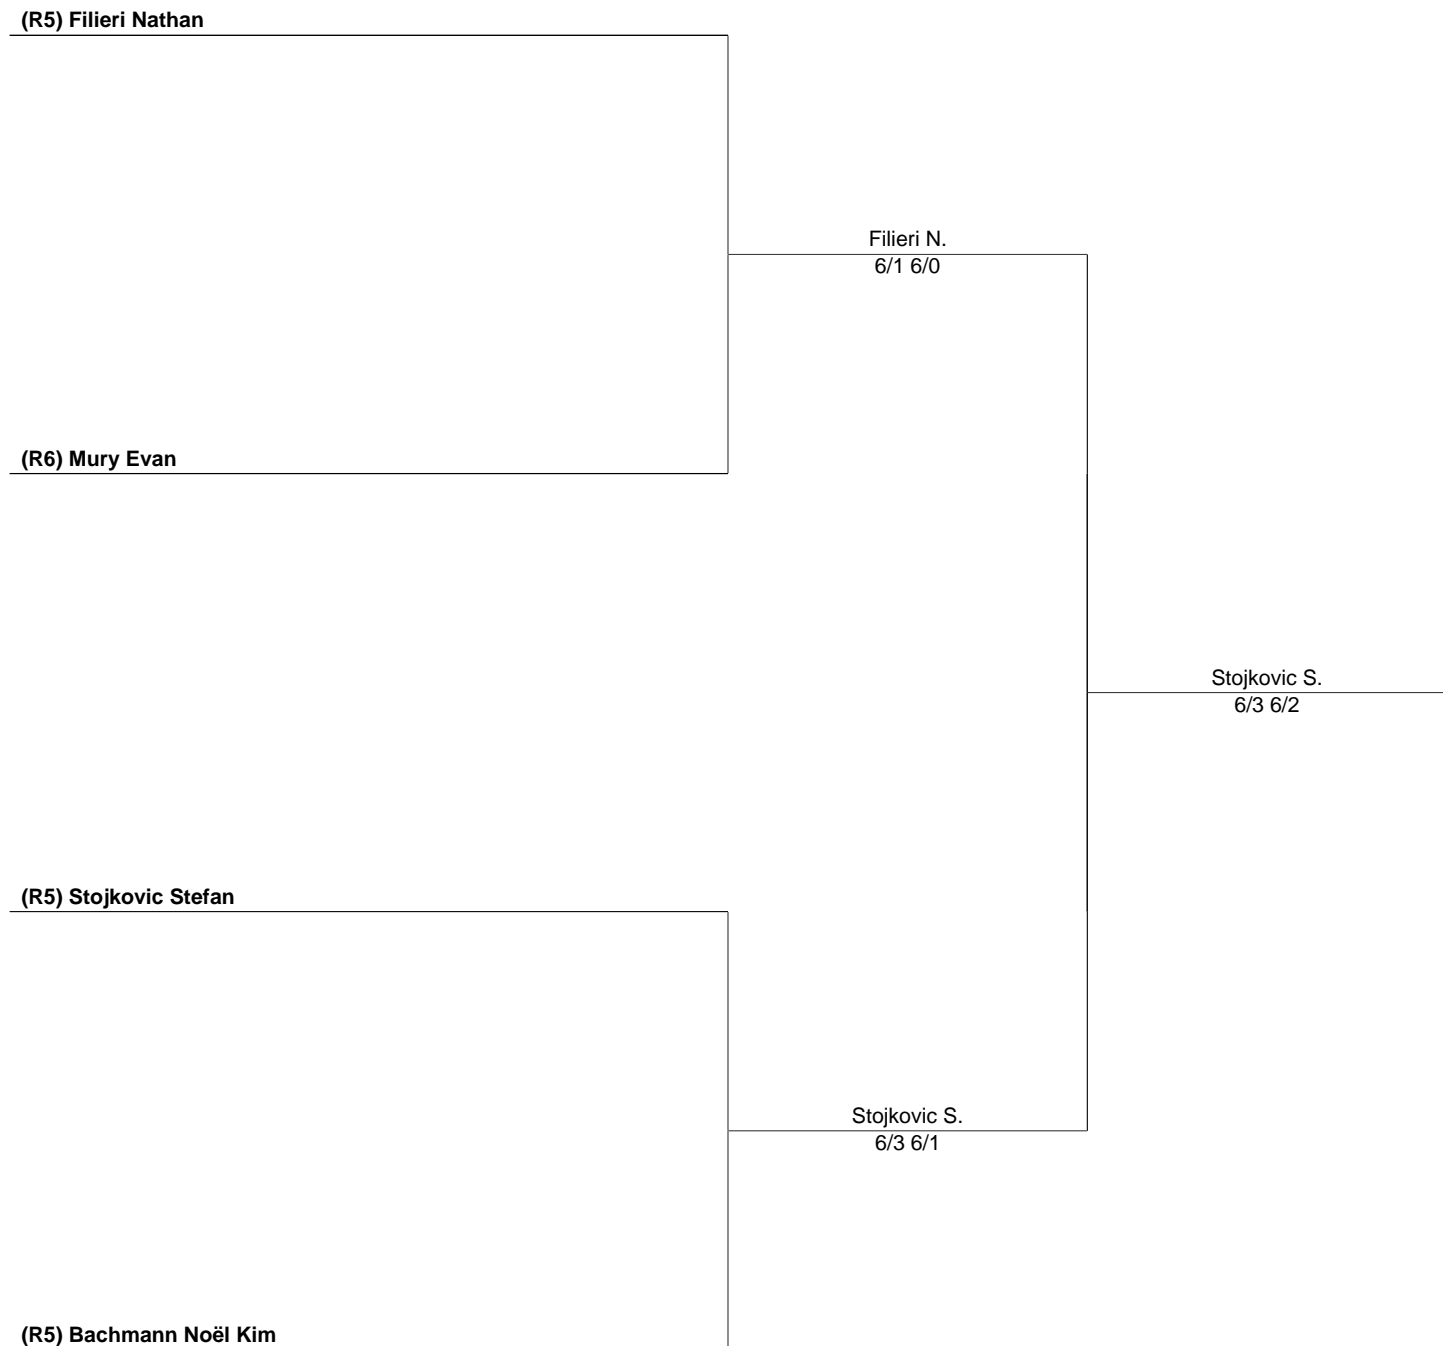 (R5) Filieri Nathan
Filieri N.
6/1 6/0
(R6) Mury Evan
Stojkovic S.
6/3 6/2
(R5) Stojkovic Stefan
Stojkovic S.
6/3 6/1
(R5) Bachmann Noël Kim